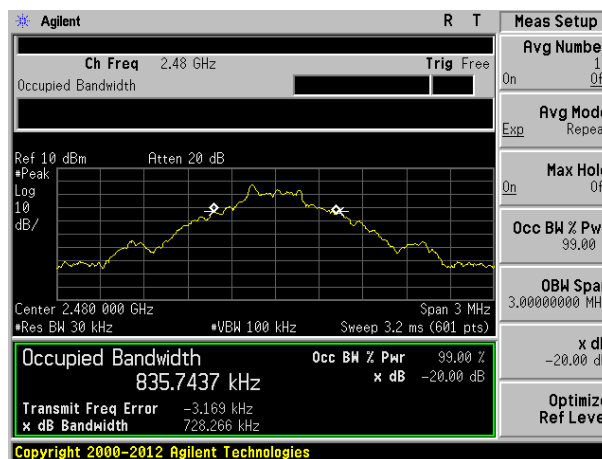 Agilent R T Meas Setup
Ch Freq 2.48 GHz Trig Free
Occupied Bandwidth
Ref 10 dBm Atten 20 dB
#Peak
Log
10
dB/
Center 2.480 000 GHz Span 3 MHz
#Res BW 30 kHz #VBW 100 kHz Sweep 3.2 ms (601 pts)
Occupied Bandwidth Occ BW % Pwr 99.00 %
835.7437 kHz x dB -20.00 dB
Transmit Freq Error -3.169 kHz
x dB Bandwidth 728.266 kHz
Copyright 2000-2012 Agilent Technologies
Avg Numbe
1
On Of
Avg Mod
Exp Repea
Max Hol
On Of
Occ BW % Pw
99.00
OBW Spa
3.00000000 MH
x d
-20.00 d
Optimiz
Ref Leve